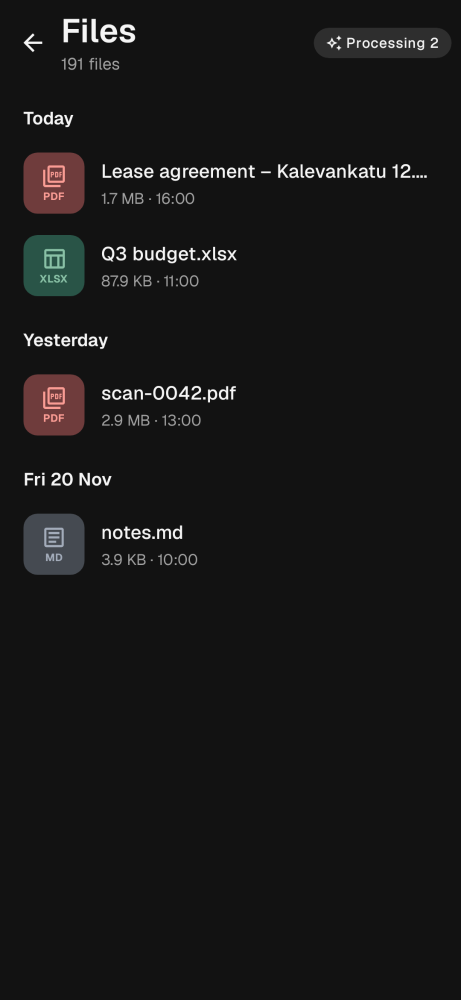 Files
191 files
Processing 2
Today
PDF
PDF
Lease agreement – Kalevankatu 12....
1.7 MB · 16:00
XLSX
Q3 budget.xlsx
87.9 KB · 11:00
Yesterday
PDF
PDF
scan-0042.pdf
2.9 MB · 13:00
Fri 20 Nov
MD
notes.md
3.9 KB · 10:00